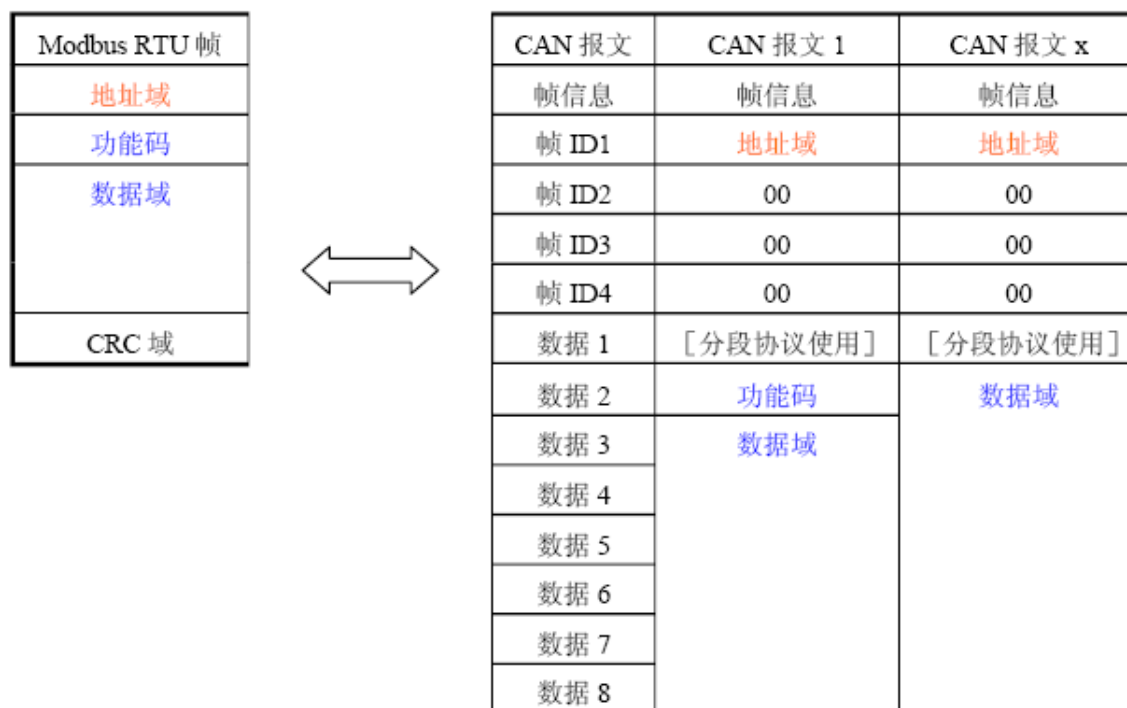 Modbus RTU 帧
地址域
功能码
数据域
CRC 域
CAN 报文 CAN 报文 1 CAN 报文 x
帧信息 帧信息 帧信息
帧 ID1 地址域 地址域
帧 ID2 00 00
帧 ID3 00 00
帧 ID4 00 00
数据 1 [分段协议使用] [分段协议使用]
数据 2 功能码 数据域
数据 3 数据域
数据 4
数据 5
数据 6
数据 7
数据 8